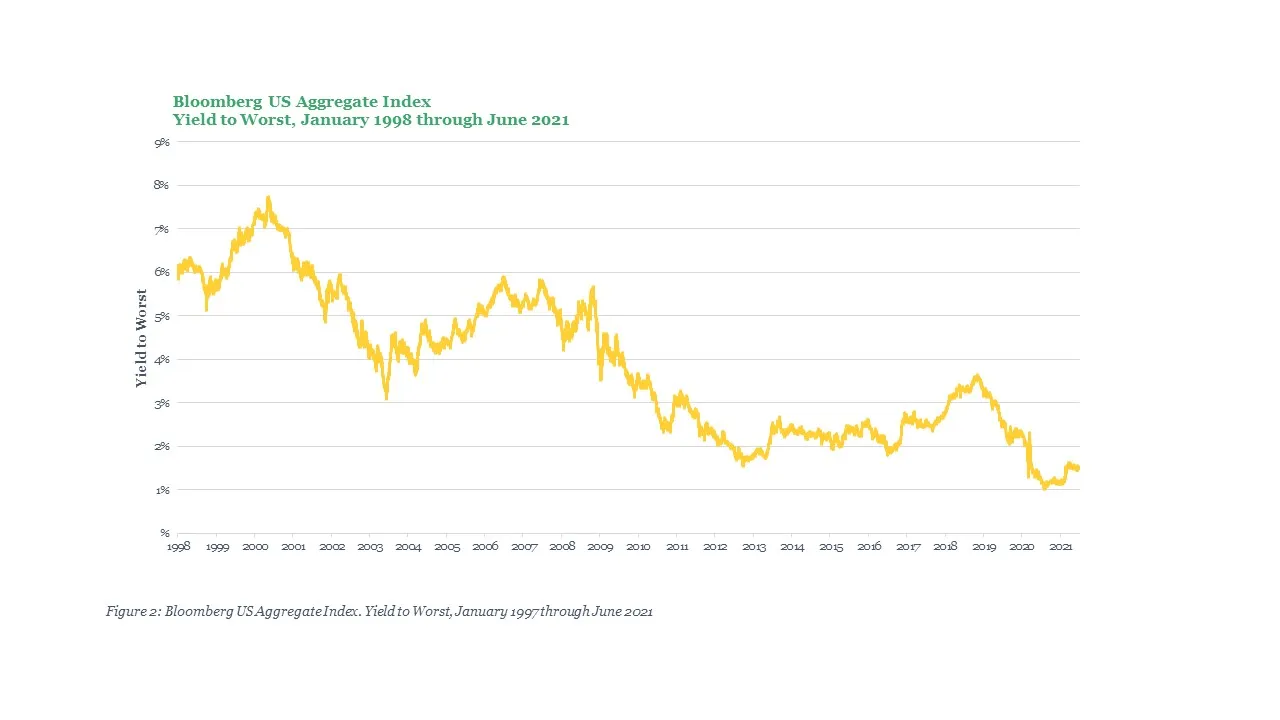 Bloomberg US Aggregate Index
Yield to Worst, January 1998 through June 2021
9%
8%
7%
6%
5%
4%
3%
2%
1%
%
Yield to Worst
1998 1999 2000 2001 2002 2003 2004 2005 2006 2007 2008 2009 2010 2011 2012 2013 2014 2015 2016 2017 2018 2019 2020 2021
Figure 2: Bloomberg US Aggregate Index. Yield to Worst, January 1997 through June 2021